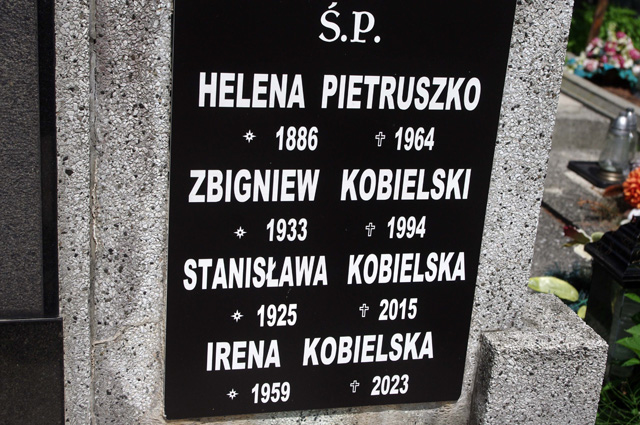 Ś.P.
HELENA PIETRUSZKO
✴ 1886 ✝ 1964
ZBIGNIEW KOBIELSKI
✴ 1933 ✝ 1994
STANISŁAWA KOBIELSKA
✴ 1925 ✝ 2015
IRENA KOBIELSKA
✴ 1959 ✝ 2023